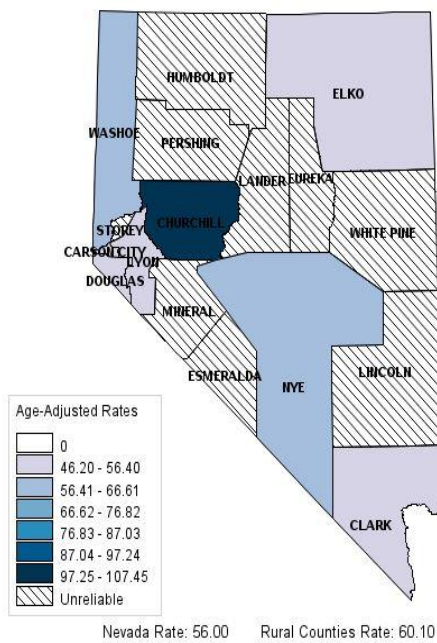 HUMBOLDT
ELKO
WASHOE
PERSHING
LANDER
EUREKA
STOREY
CHURCHILL
WHITE PINE
CARSON CITY
LYON
DOUGLAS
MINERAL
ESMERALDA
NYE
LINCOLN
CLARK
Age-Adjusted Rates
0
46.20 - 56.40
56.41 - 66.61
66.62 - 76.82
76.83 - 87.03
87.04 - 97.24
97.25 - 107.45
Unreliable
Nevada Rate: 56.00 Rural Counties Rate: 60.10